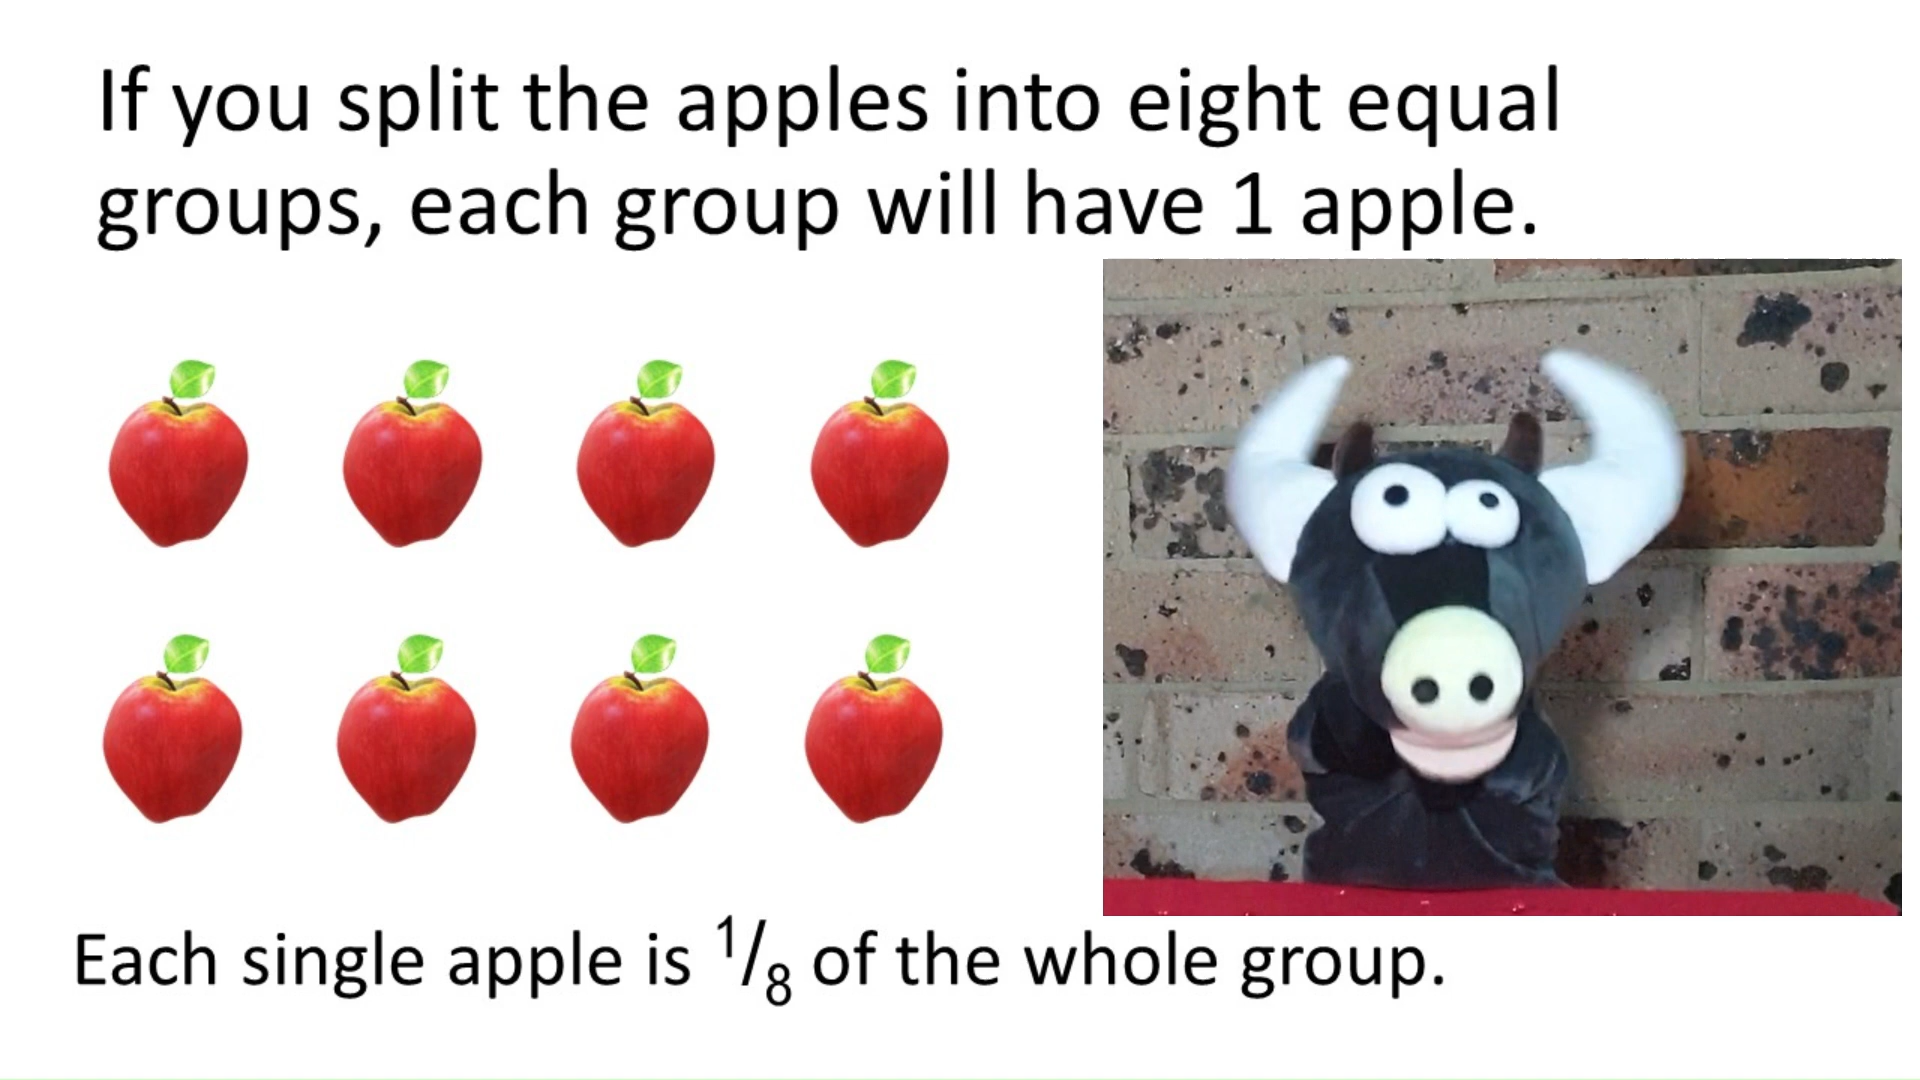 If you split the apples into eight equal
groups, each group will have 1 apple.
Each single apple is 1/8 of the whole group.